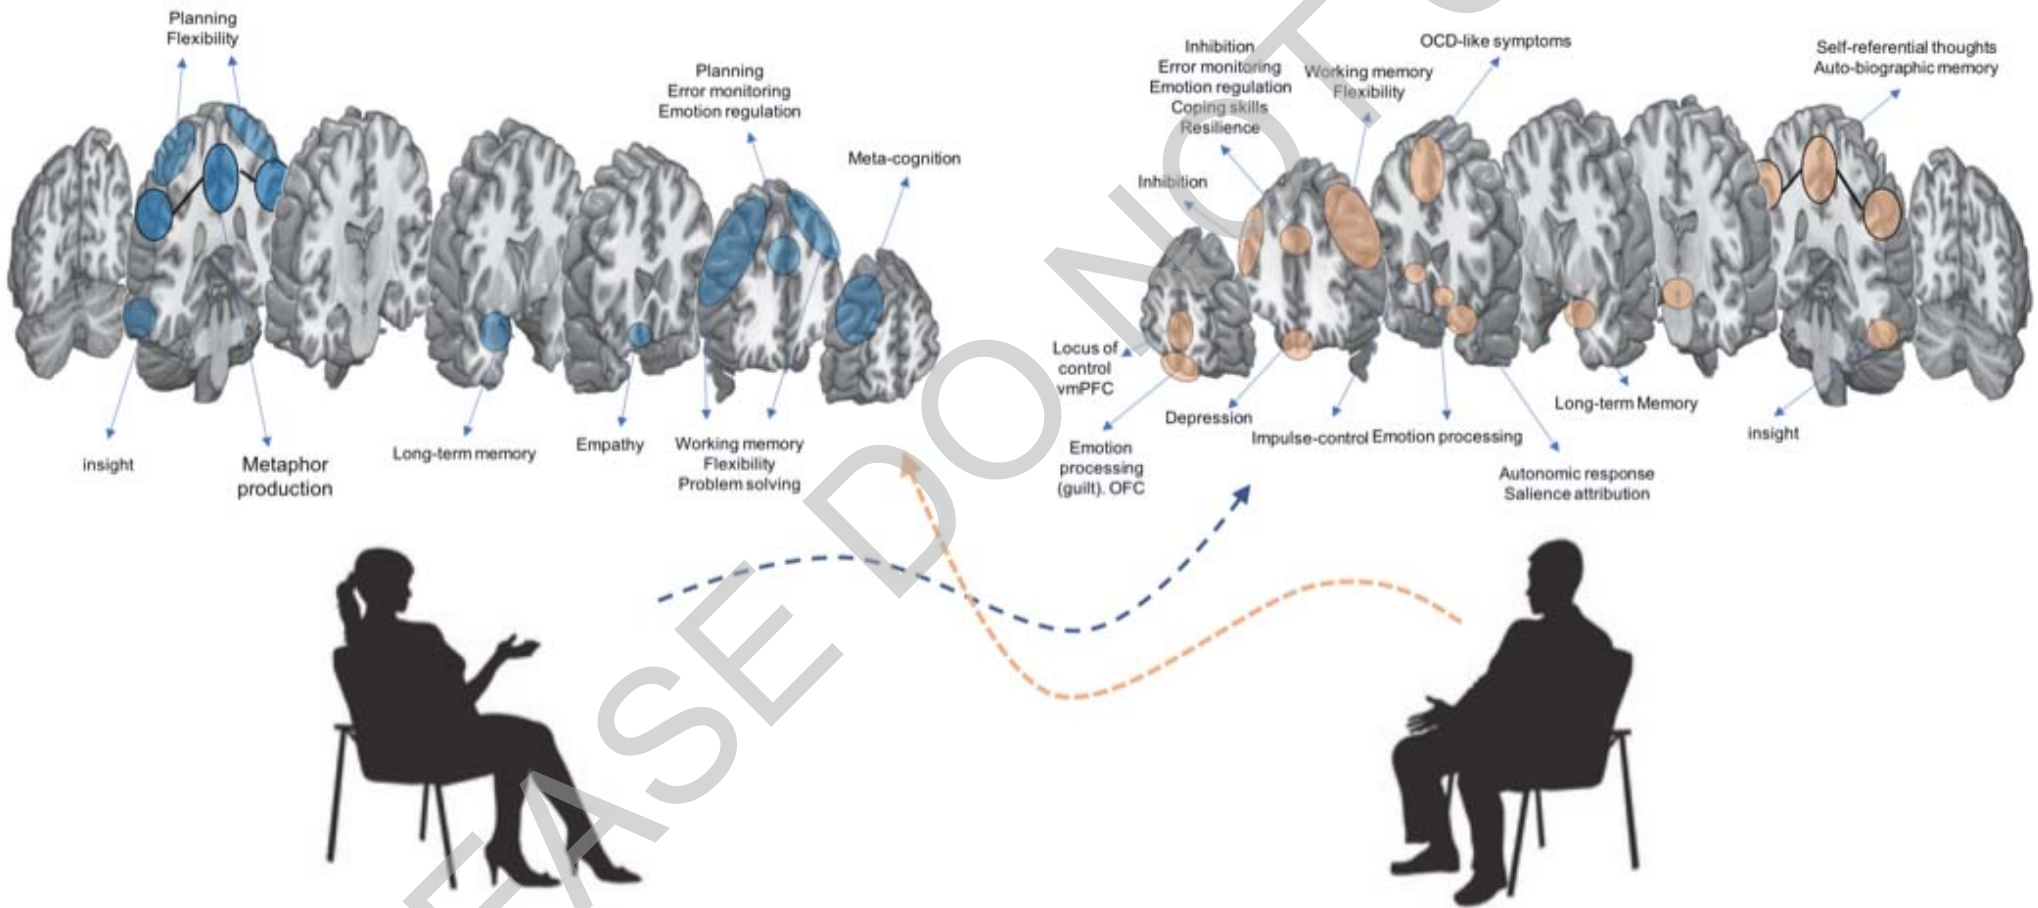 Planning
Flexibility
Planning
Error monitoring
Emotion regulation
Meta-cognition
insight
Metaphor
production
Long-term memory
Empathy
Working memory
Flexibility
Problem solving
Inhibition
Error monitoring
Emotion regulation
Coping skills
Resilience
Working memory
Flexibility
OCD-like symptoms
Self-referential thoughts
Auto-biographic memory
Inhibition
Locus of
control
vmPFC
Emotion
processing
(guilt). OFC
Depression
Impulse-control
Emotion processing
Autonomic response
Salience attribution
Long-term Memory
insight
EASE DO NOT